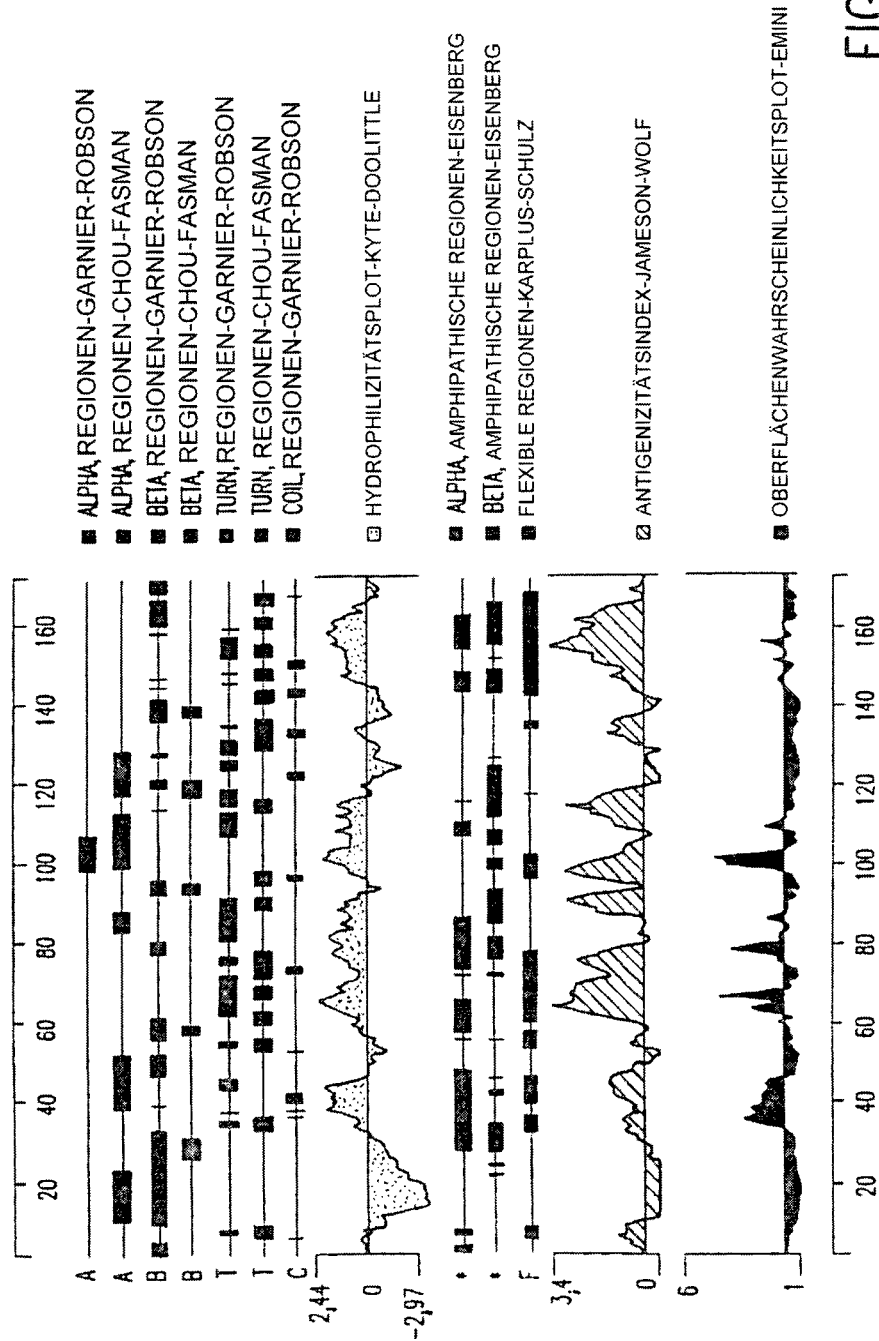 20 40 60 80 100 120 140 160
A ALPHA, REGIONEN-GARNIER-ROBSON
A ALPHA, REGIONEN-CHOU-FASMAN
B BETA, REGIONEN-GARNIER-ROBSON
B BETA, REGIONEN-CHOU-FASMAN
T TURN, REGIONEN-GARNIER-ROBSON
T TURN, REGIONEN-CHOU-FASMAN
C COIL, REGIONEN-GARNIER-ROBSON
2,44
0 HYDROPHILIZITÄTSPLOT-KYTE-DOOLITTLE
-2,97
* ALPHA, AMPHIPATHISCHE REGIONEN-EISENBERG
* BETA, AMPHIPATHISCHE REGIONEN-EISENBERG
F FLEXIBLE REGIONEN-KARPLUS-SCHULZ
3,4
0 ANTIGENIZITÄTSINDEX-JAMESON-WOLF
6
1 OBERFLÄCHENWAHRSCHEINLICHKEITSPLOT-EMINI
20 40 60 80 100 120 140 160
FIG